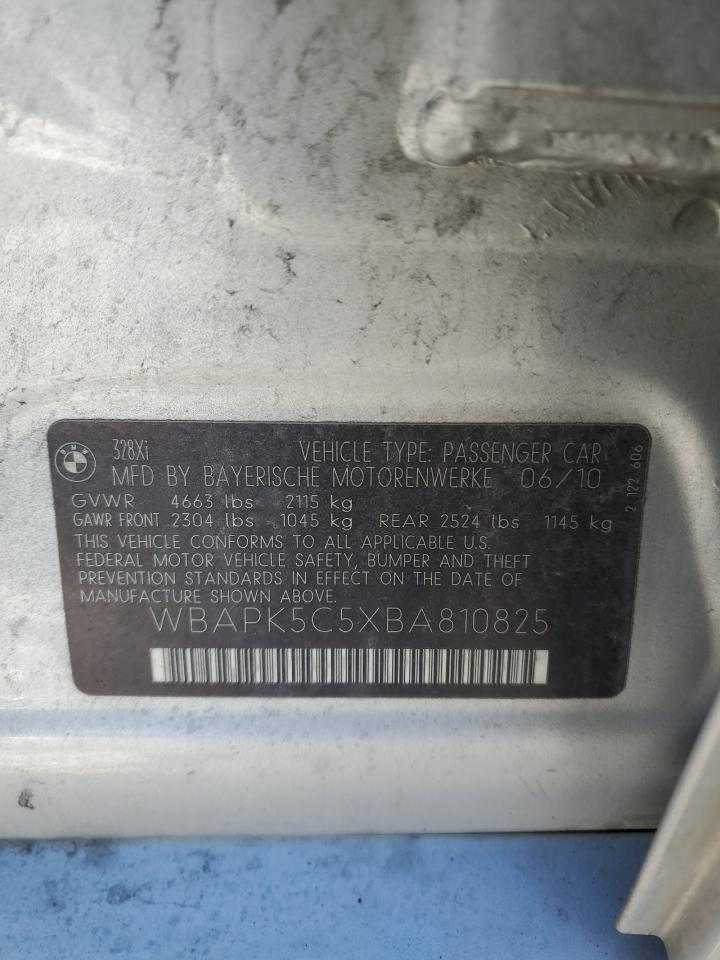 BMW 328Xi VEHICLE TYPE: PASSENGER CAR
MFD BY BAYERISCHE MOTORENWERKE 06/10
GVWR 4663 lbs 2115 kg
GAWR FRONT 2304 lbs 1045 kg REAR 2524 lbs 1145 kg
THIS VEHICLE CONFORMS TO ALL APPLICABLE U.S.
FEDERAL MOTOR VEHICLE SAFETY, BUMPER AND THEFT
PREVENTION STANDARDS IN EFFECT ON THE DATE OF
MANUFACTURE SHOWN ABOVE.
WBAPK5C5XBA810825
2 122 606